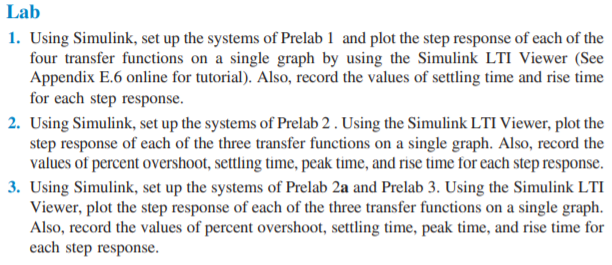 Lab
1. Using Simulink, set up the systems of Prelab 1 and plot the step response of each of the
four transfer functions on a single graph by using the Simulink LTI Viewer (See
Appendix E.6 online for tutorial). Also, record the values of settling time and rise time
for each step response.
2. Using Simulink, set up the systems of Prelab 2 . Using the Simulink LTI Viewer, plot the
step response of each of the three transfer functions on a single graph. Also, record the
values of percent overshoot, settling time, peak time, and rise time for each step response.
3. Using Simulink, set up the systems of Prelab 2a and Prelab 3. Using the Simulink LTI
Viewer, plot the step response of each of the three transfer functions on a single graph.
Also, record the values of percent overshoot, settling time, peak time, and rise time for
each step response.